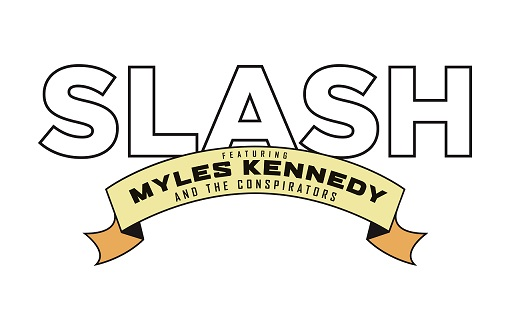 SLASH
FEATURING
MYLES KENNEDY
AND THE CONSPIRATORS